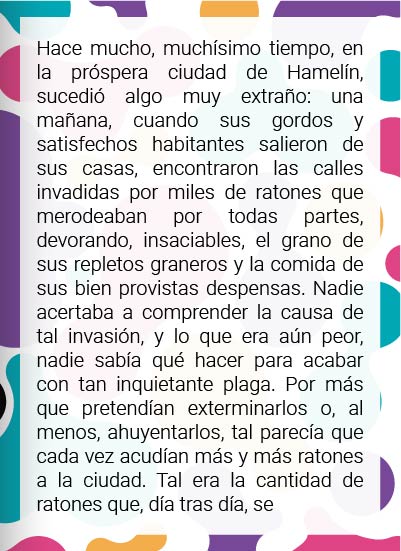 Hace mucho, muchísimo tiempo, en
la próspera ciudad de Hamelín,
sucedió algo muy extraño: una
mañana, cuando sus gordos y
satisfechos habitantes salieron de
sus casas, encontraron las calles
invadidas por miles de ratones que
merodeaban por todas partes,
devorando, insaciables, el grano de
sus repletos graneros y la comida de
sus bien provistas despensas. Nadie
acertaba a comprender la causa de
tal invasión, y lo que era aún peor,
nadie sabía qué hacer para acabar
con tan inquietante plaga. Por más
que pretendían exterminarlos o, al
menos, ahuyentarlos, tal parecía que
cada vez acudían más y más ratones
a la ciudad. Tal era la cantidad de
ratones que, día tras día, se